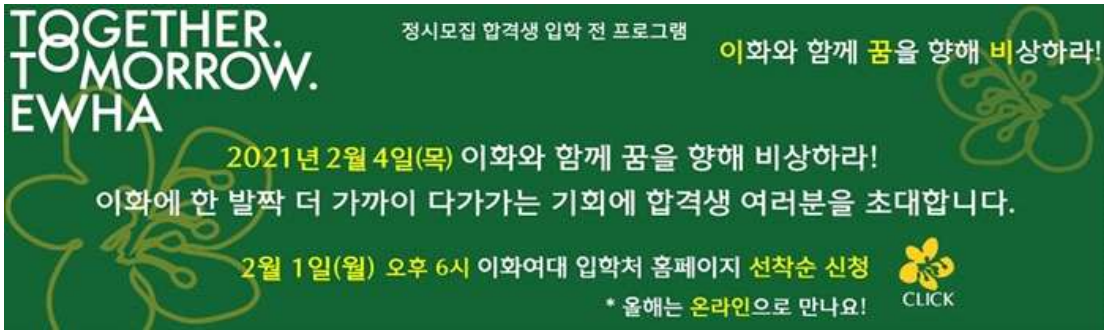 TOGETHER.
TOMORROW.
EWHA
정시모집 합격생 입학 전 프로그램
이화와 함께 꿈을 향해 비상하라!
2021년 2월 4일(목) 이화와 함께 꿈을 향해 비상하라!
이화에 한 발짝 더 가까이 다가가는 기회에 합격생 여러분을 초대합니다.
2월 1일(월) 오후 6시 이화여대 입학처 홈페이지 선착순 신청
CLICK
* 올해는 온라인으로 만나요!